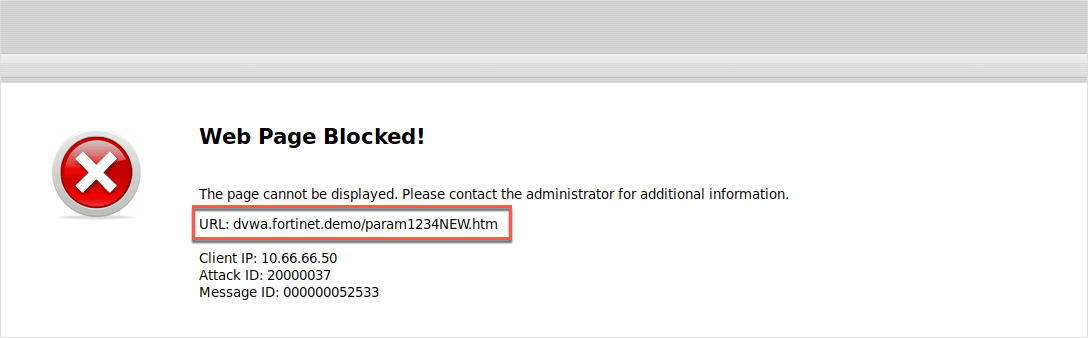 Web Page Blocked!
The page cannot be displayed. Please contact the administrator for additional information.
URL: dvwa.fortinet.demo/param1234NEW.htm
Client IP: 10.66.66.50
Attack ID: 20000037
Message ID: 000000052533